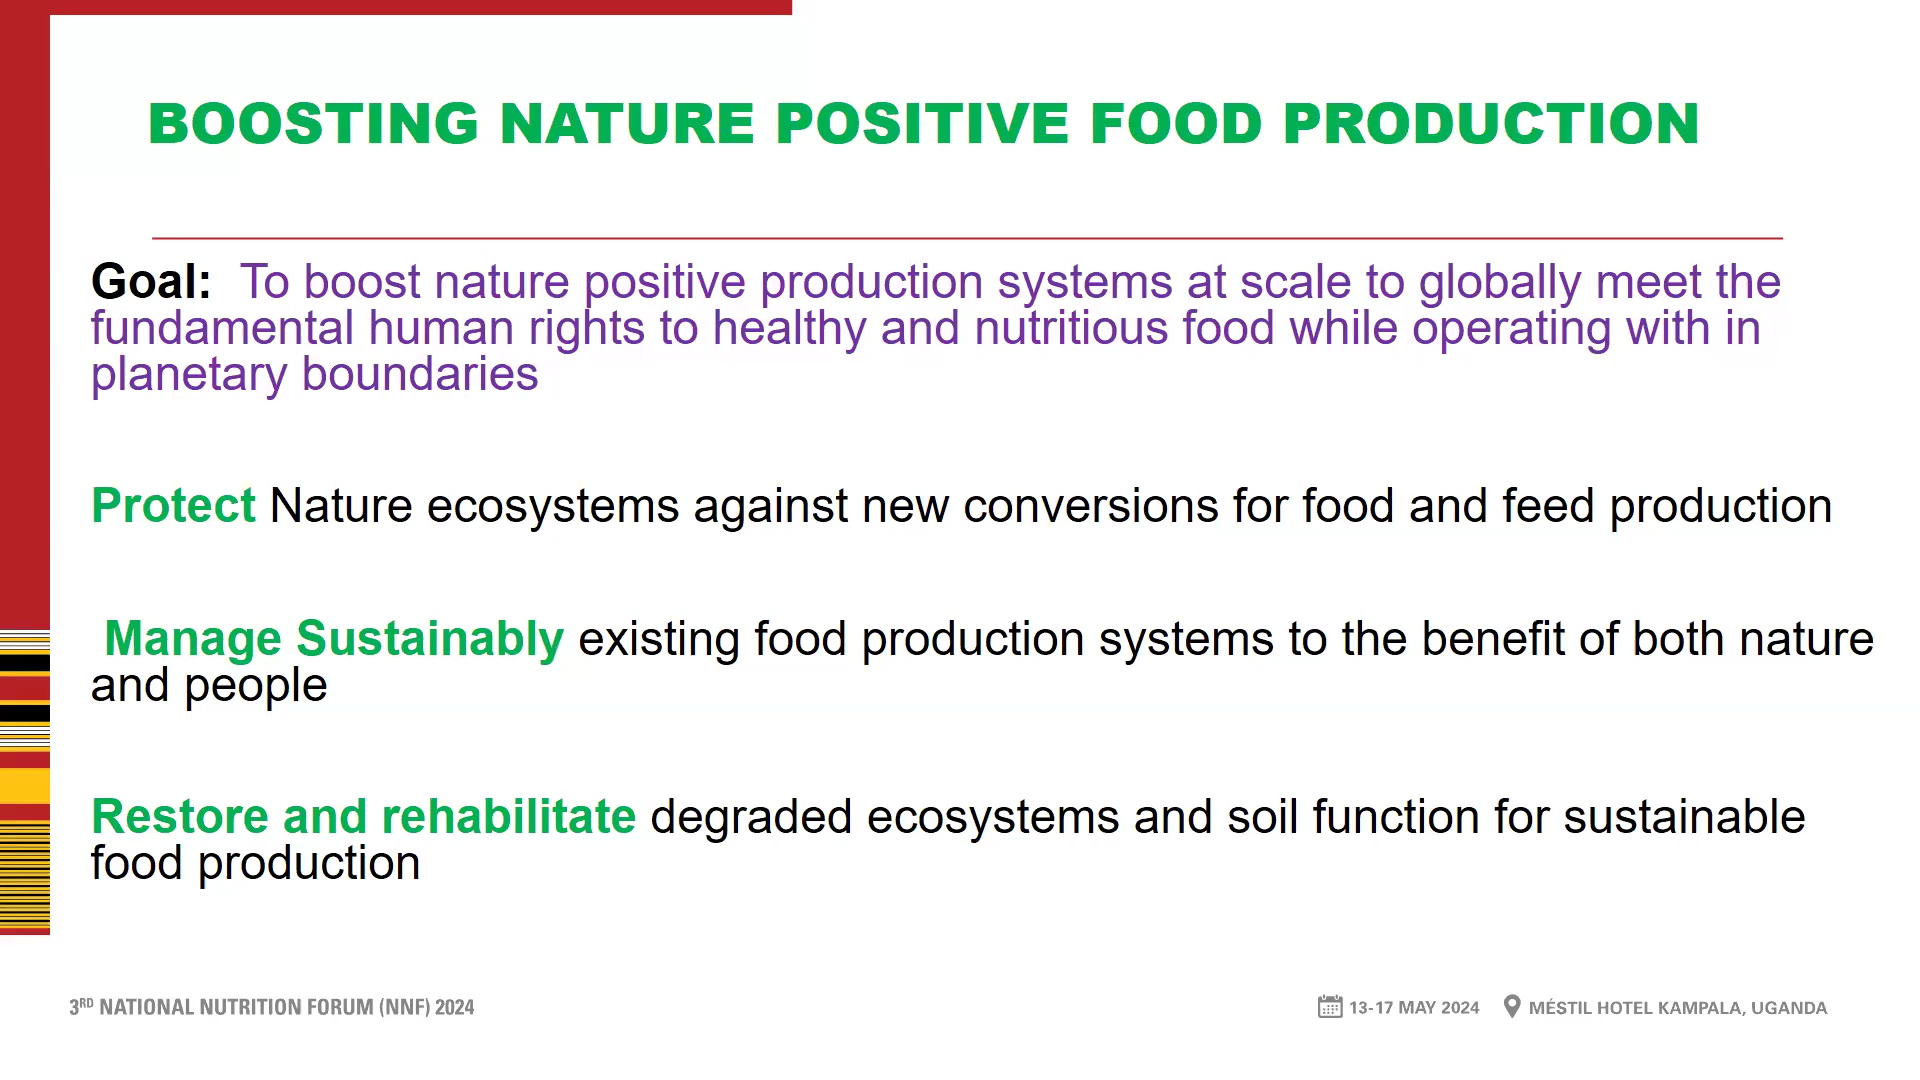 BOOSTING NATURE POSITIVE FOOD PRODUCTION
Goal: To boost nature positive production systems at scale to globally meet the
fundamental human rights to healthy and nutritious food while operating with in
planetary boundaries
Protect Nature ecosystems against new conversions for food and feed production
Manage Sustainably existing food production systems to the benefit of both nature
and people
Restore and rehabilitate degraded ecosystems and soil function for sustainable
food production
3RD NATIONAL NUTRITION FORUM (NNF) 2024
13-17 MAY 2024 MÉSTIL HOTEL KAMPALA, UGANDA